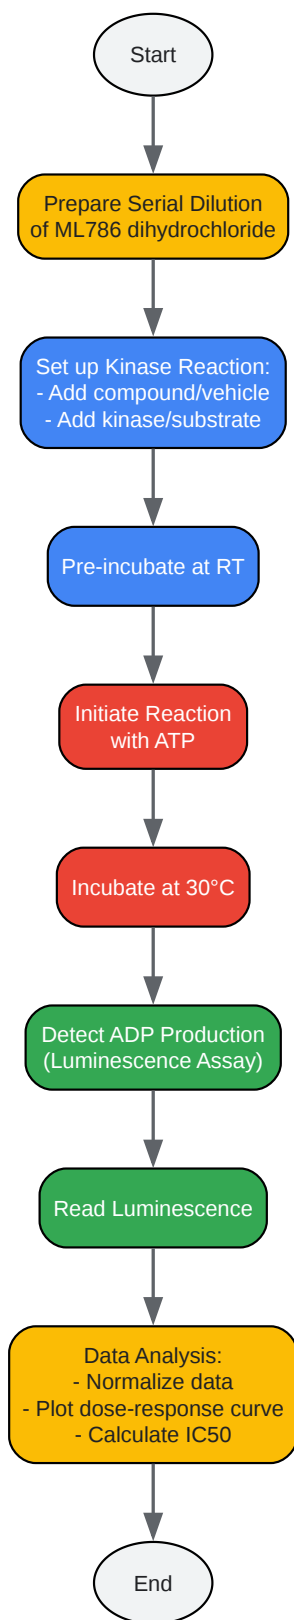 Start
Prepare Serial Dilution
of ML786 dihydrochloride
Set up Kinase Reaction:
- Add compound/vehicle
- Add kinase/substrate
Pre-incubate at RT
Initiate Reaction
with ATP
Incubate at 30°C
Detect ADP Production
(Luminescence Assay)
Read Luminescence
Data Analysis:
- Normalize data
- Plot dose-response curve
- Calculate IC50
End